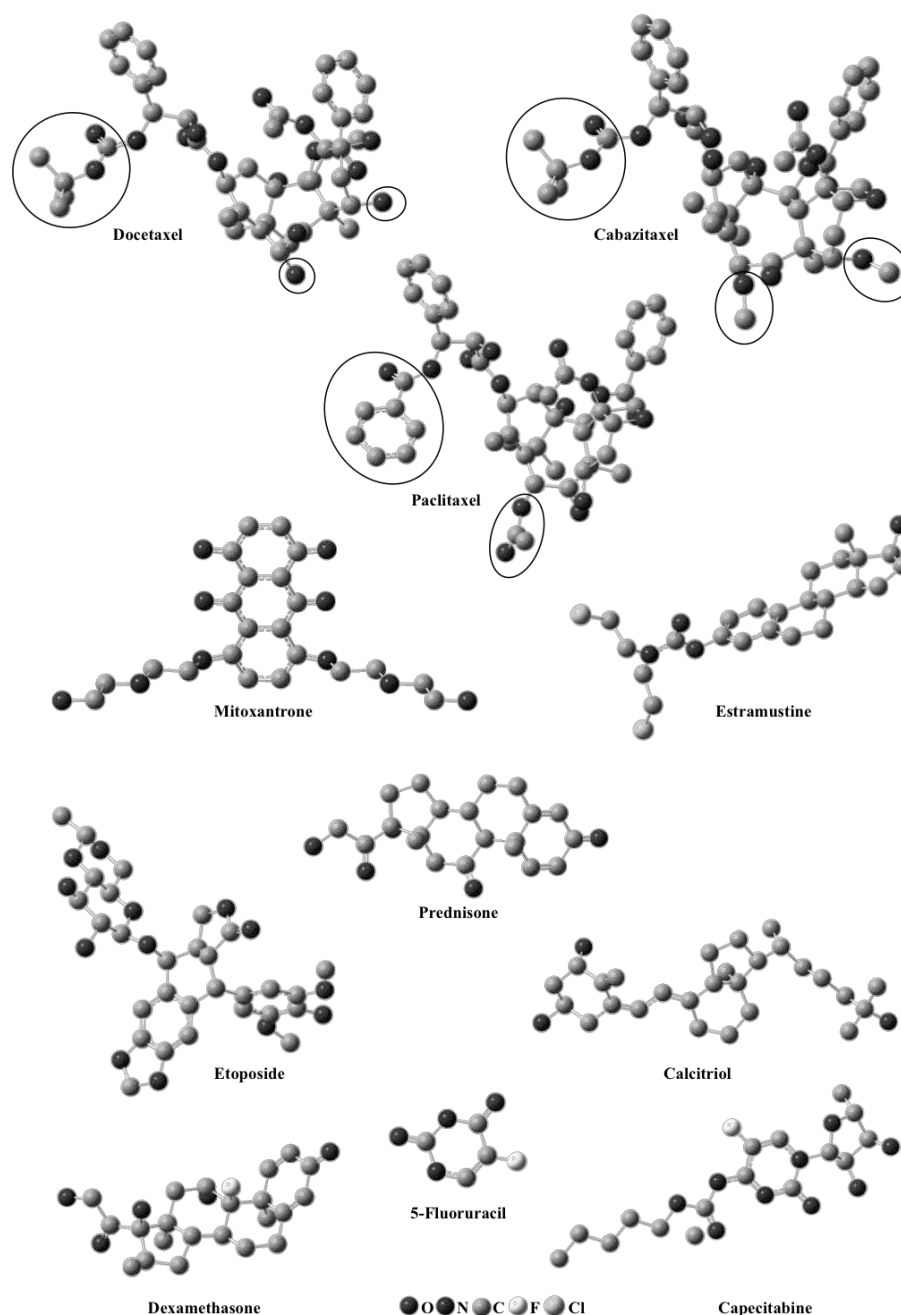 Docetaxel
Cabazitaxel
Paclitaxel
Mitoxantrone
Estramustine
Prednisone
Etoposide
Calcitriol
5-Fluoruracil
Dexamethasone
O N C F Cl
Capecitabine